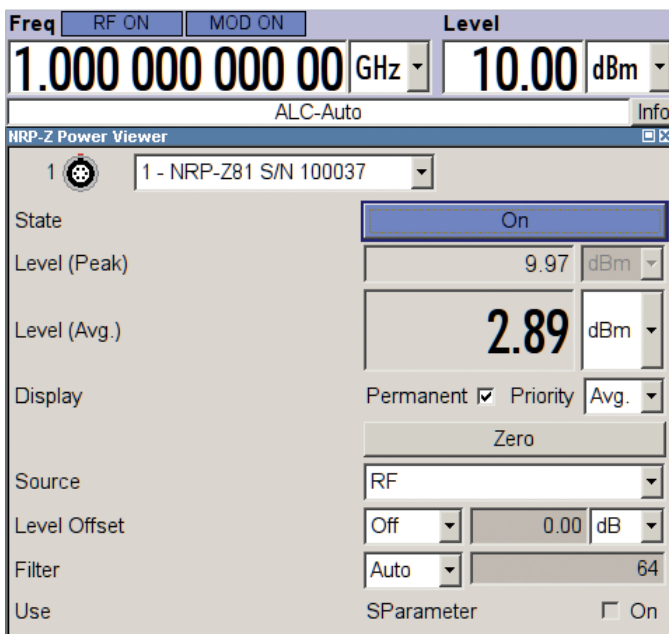 Freq RF ON MOD ON Level
1.000 000 000 00 GHz 10.00 dBm
ALC-Auto Info
NRP-Z Power Viewer
1 1 - NRP-Z81 S/N 100037
State On
Level (Peak) 9.97 dBm
Level (Avg.) 2.89 dBm
Display Permanent Priority Avg.
Zero
Source RF
Level Offset Off 0.00 dB
Filter Auto 64
Use SParameter On